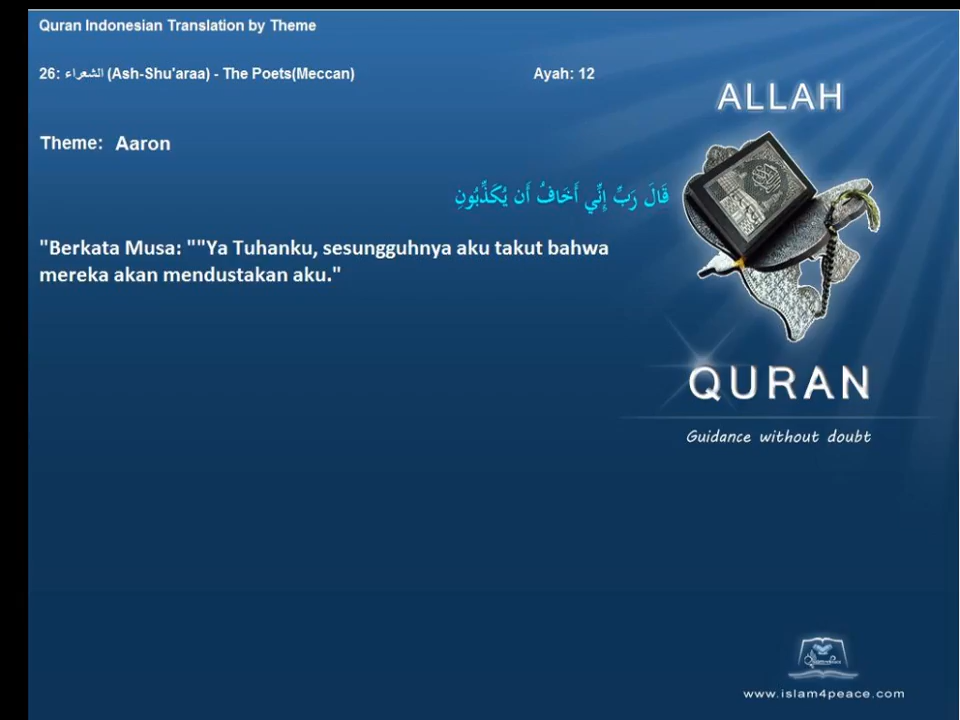 Quran Indonesian Translation by Theme
26: الشعراء (Ash-Shu'araa) - The Poets(Meccan) Ayah: 12
ALLAH
Theme: Aaron
قَالَ رَبِّ إِنِّي أَخَافُ أَن يُكَذِّبُونِ
"Berkata Musa: ""Ya Tuhanku, sesungguhnya aku takut bahwa
mereka akan mendustakan aku."
QURAN
Guidance without doubt
www.islam4peace.com